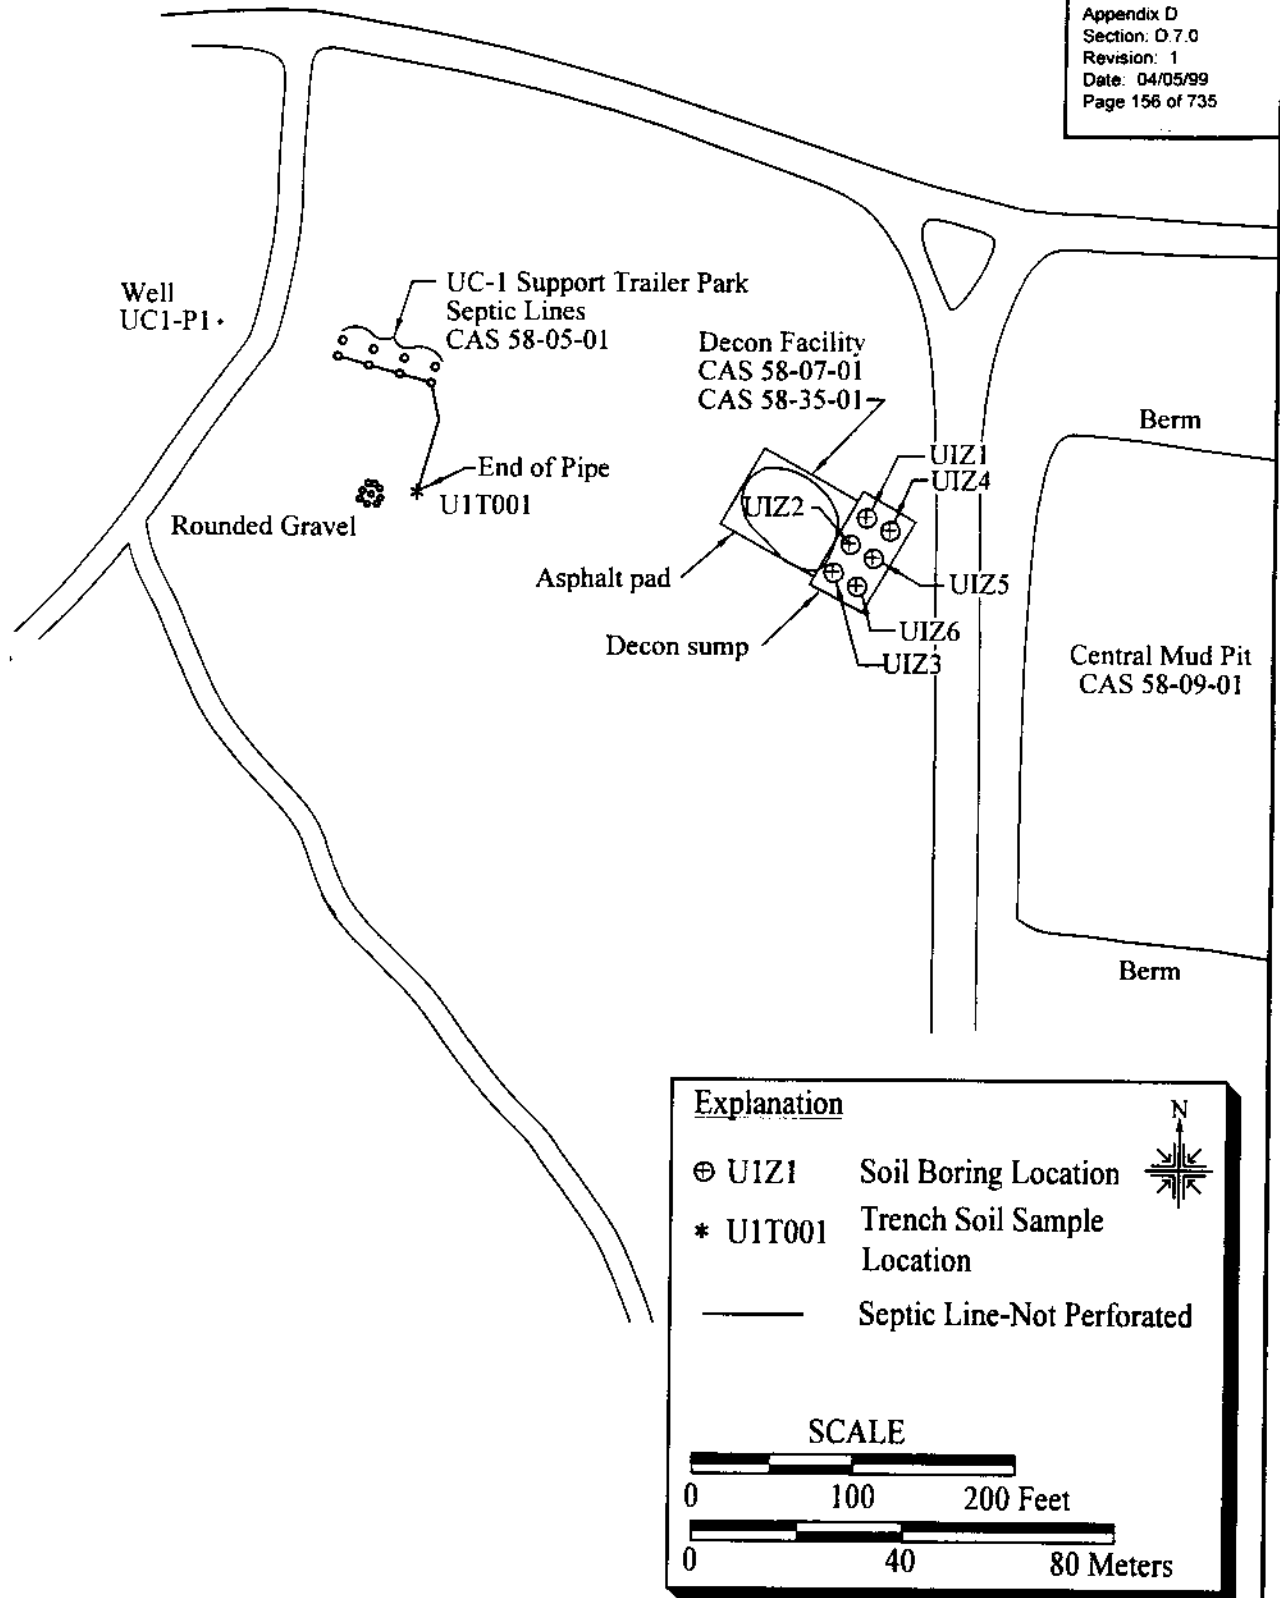 Appendix D
Section: D.7.0
Revision: 1
Date: 04/05/99
Page 156 of 735
Well
UC1-P1
UC-1 Support Trailer Park
Septic Lines
CAS 58-05-01
Decon Facility
CAS 58-07-01
CAS 58-35-01
Berm
UIZ1
UIZ4
End of Pipe
U1T001
UIZ2
Rounded Gravel
Asphalt pad
UIZ5
UIZ6
Decon sump
UIZ3
Central Mud Pit
CAS 58-09-01
Berm
Explanation
N
U1Z1 Soil Boring Location
U1T001 Trench Soil Sample
Location
Septic Line-Not Perforated
SCALE
0 100 200 Feet
0 40 80 Meters